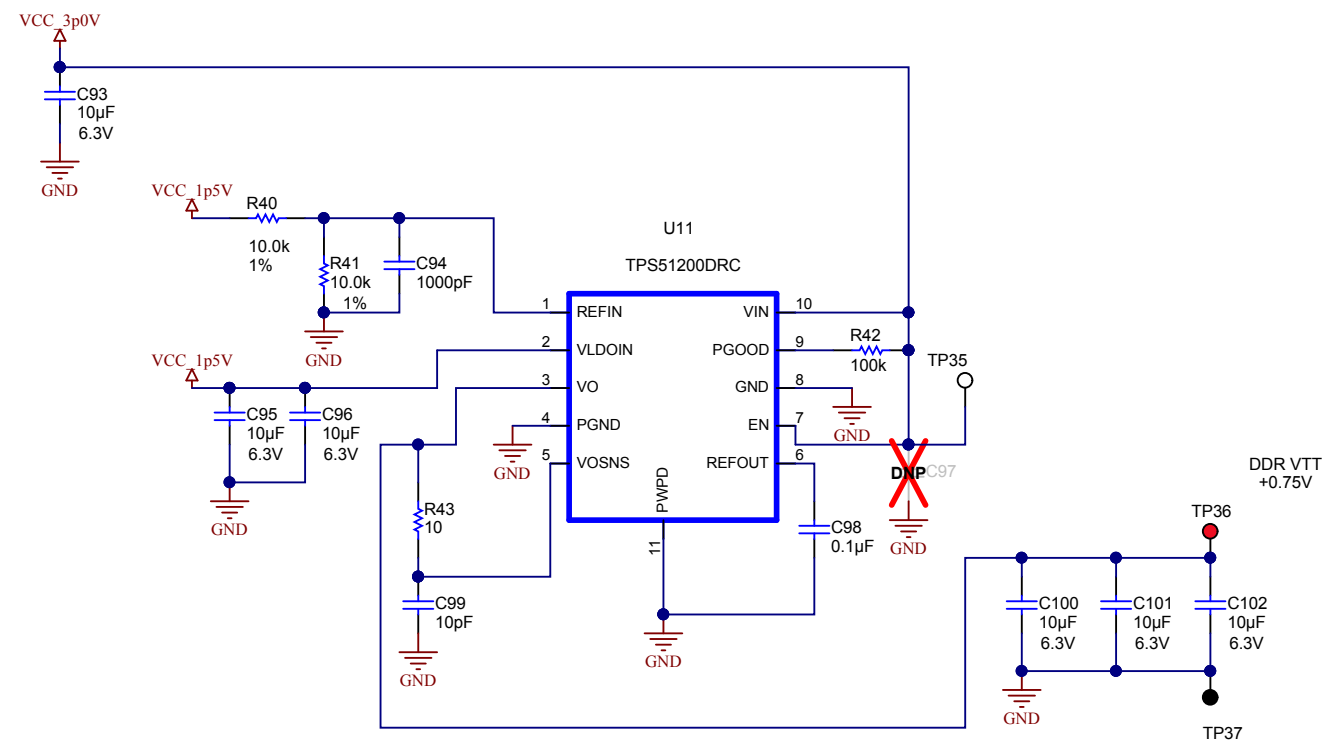 VCC_3p0V
C93
10µF
6.3V
GND
VCC_1p5V
R40
10.0k
1%
R41
10.0k
1%
C94
1000pF
GND
U11
TPS51200DRC
1
REFIN
2
VLDOIN
3
VO
4
PGND
5
VOSNS
VIN
10
PGOOD
9
GND
8
EN
7
REFOUT
6
PWPD
11
R42
100k
TP35
GND
VCC_1p5V
C95
10µF
6.3V
C96
10µF
6.3V
GND
GND
R43
10
C99
10pF
GND
C98
0.1µF
GND
DNP
C97
GND
DDR VTT
+0.75V
TP36
C100
10µF
6.3V
C101
10µF
6.3V
C102
10µF
6.3V
GND
TP37